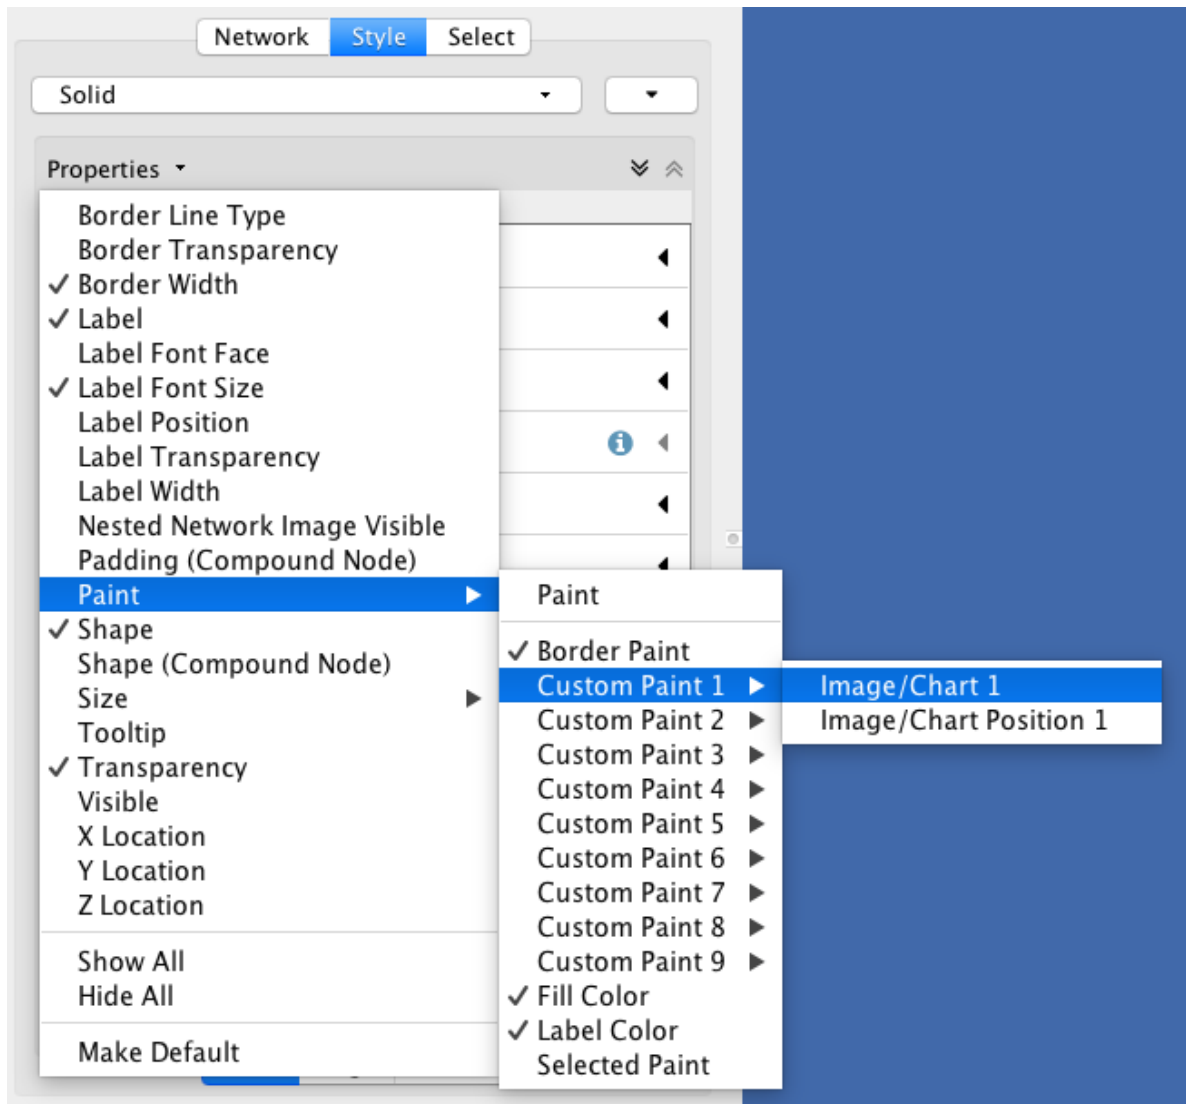 Network Style Select
Solid
Properties
Border Line Type
Border Transparency
✓ Border Width
✓ Label
Label Font Face
✓ Label Font Size
Label Position
Label Transparency
Label Width
Nested Network Image Visible
Padding (Compound Node)
Paint
✓ Shape
Shape (Compound Node)
Size
Tooltip
✓ Transparency
Visible
X Location
Y Location
Z Location
Show All
Hide All
Make Default
Paint
✓ Border Paint
Custom Paint 1
Custom Paint 2
Custom Paint 3
Custom Paint 4
Custom Paint 5
Custom Paint 6
Custom Paint 7
Custom Paint 8
Custom Paint 9
✓ Fill Color
✓ Label Color
Selected Paint
Image/Chart 1
Image/Chart Position 1